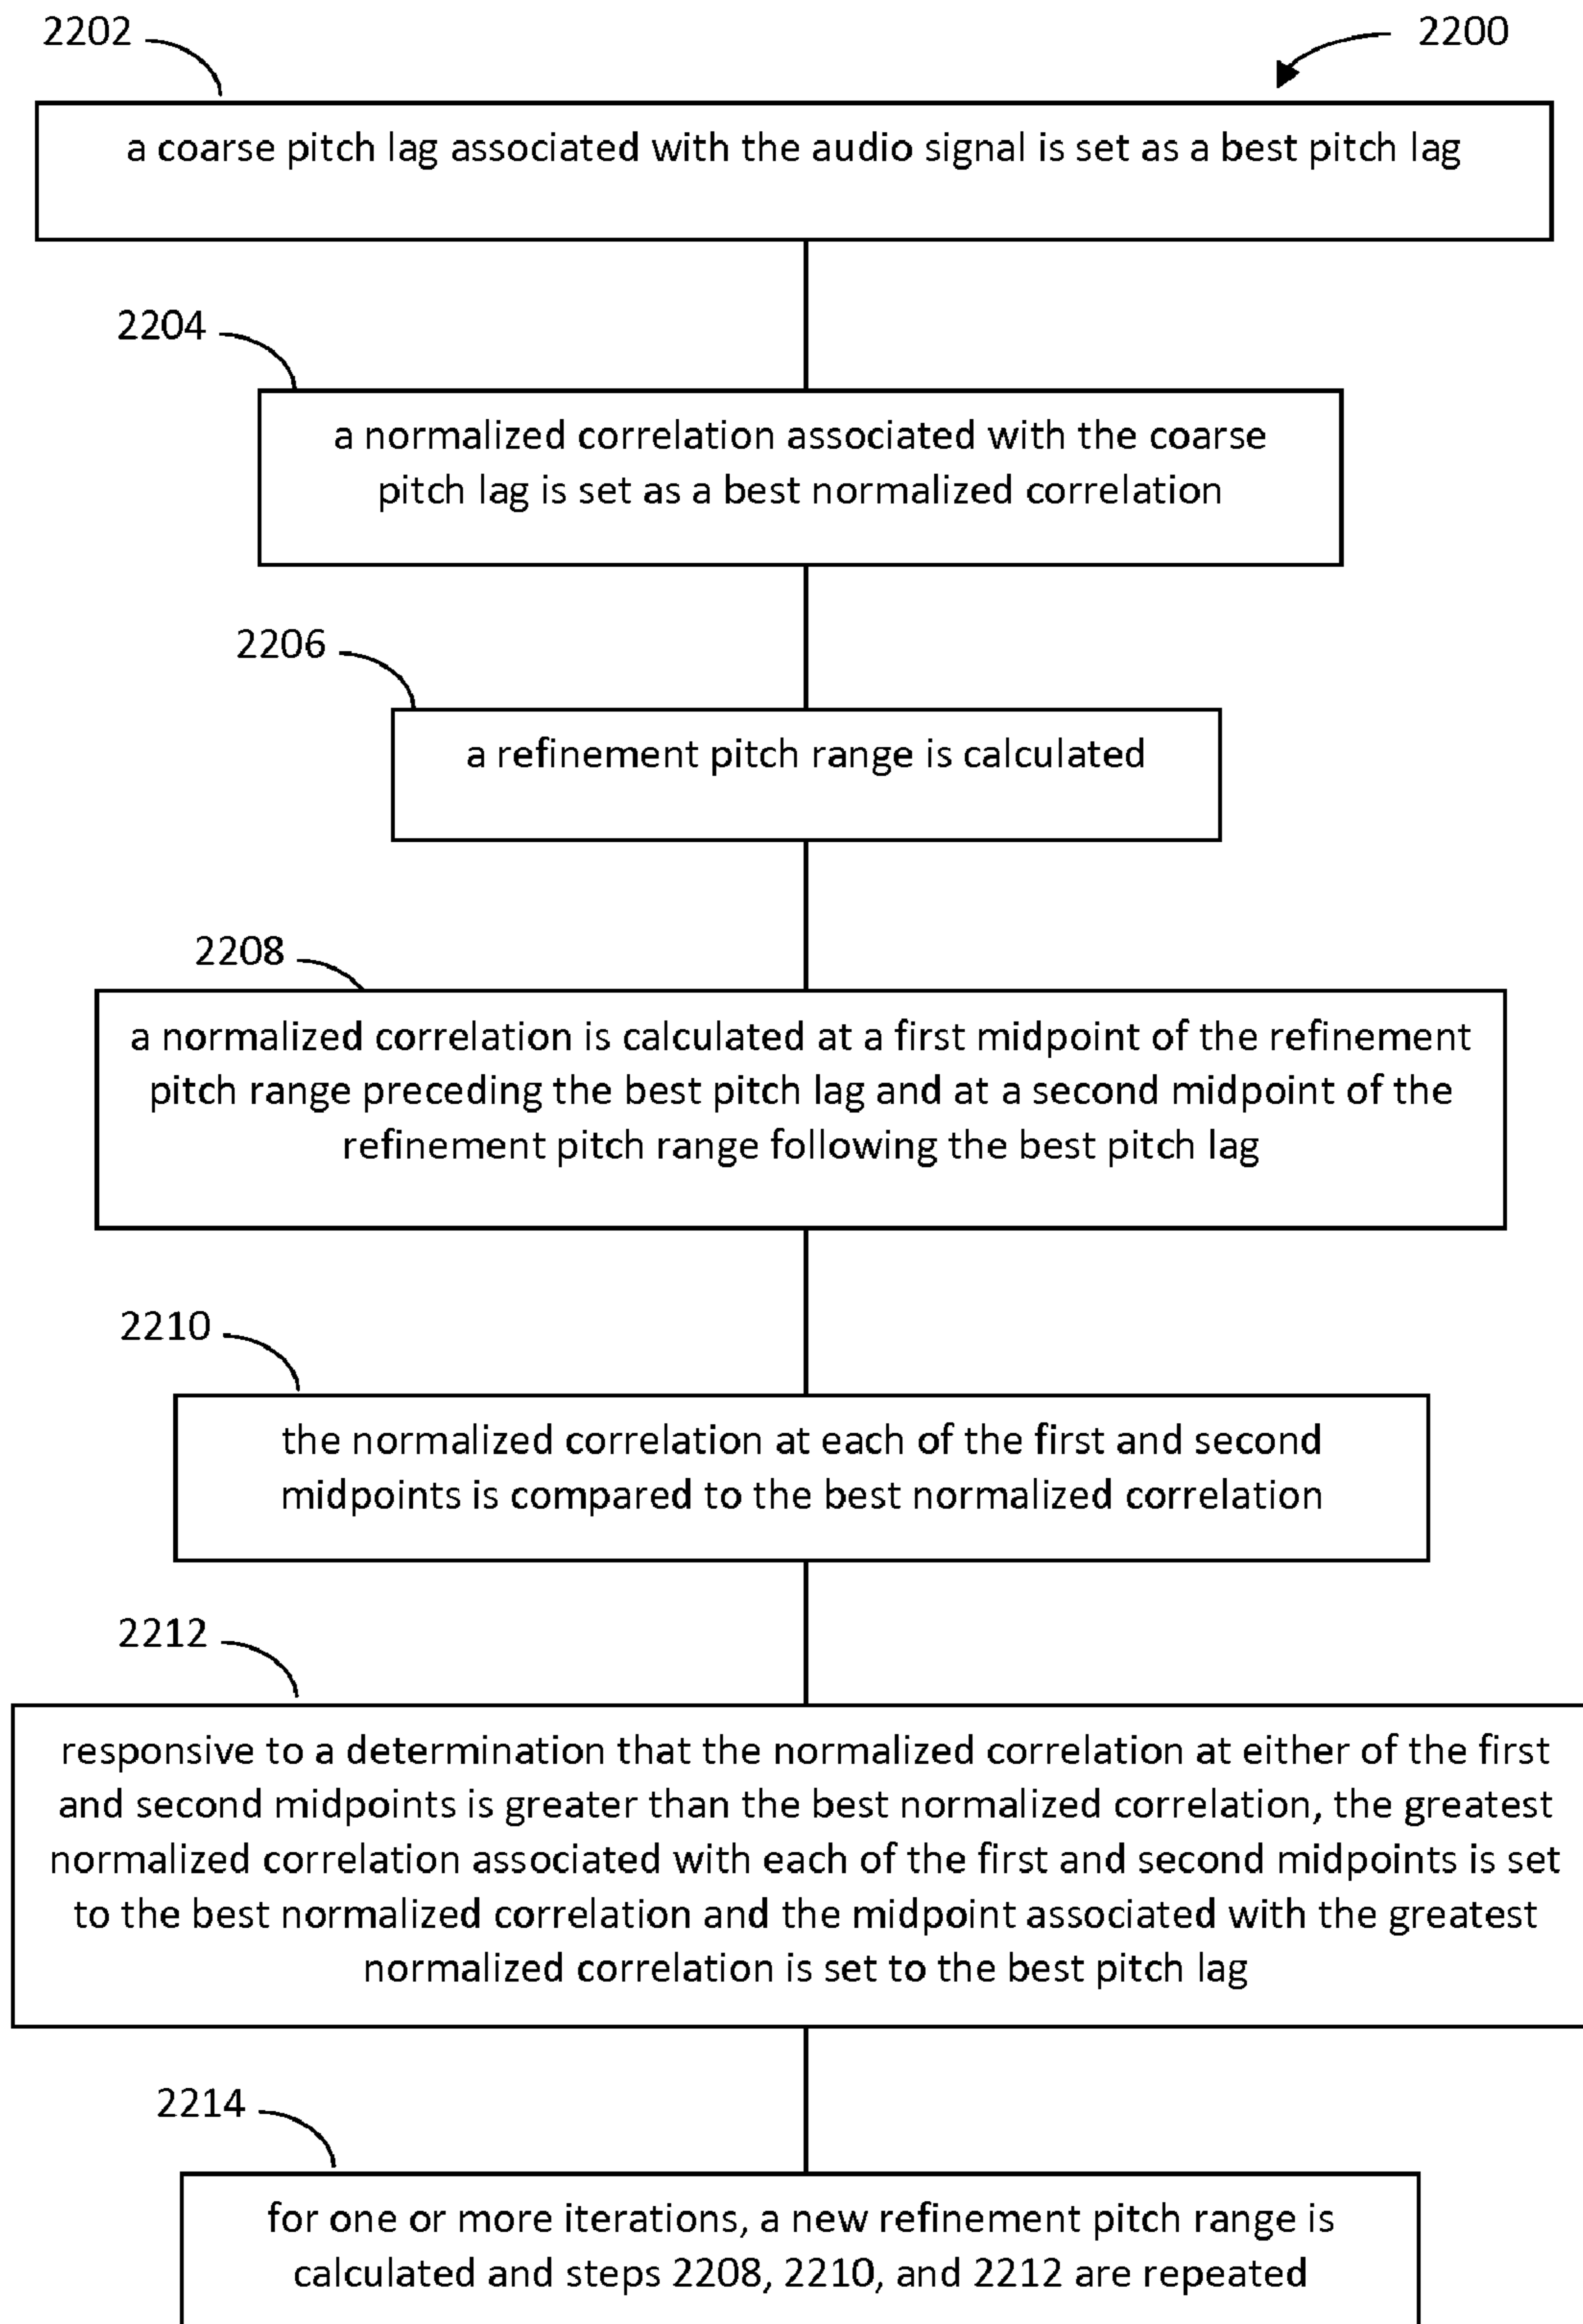 2202
2200
a coarse pitch lag associated with the audio signal is set as a best pitch lag
2204
a normalized correlation associated with the coarse
pitch lag is set as a best normalized correlation
2206
a refinement pitch range is calculated
2208
a normalized correlation is calculated at a first midpoint of the refinement
pitch range preceding the best pitch lag and at a second midpoint of the
refinement pitch range following the best pitch lag
2210
the normalized correlation at each of the first and second
midpoints is compared to the best normalized correlation
2212
responsive to a determination that the normalized correlation at either of the first
and second midpoints is greater than the best normalized correlation, the greatest
normalized correlation associated with each of the first and second midpoints is set
to the best normalized correlation and the midpoint associated with the greatest
normalized correlation is set to the best pitch lag
2214
for one or more iterations, a new refinement pitch range is
calculated and steps 2208, 2210, and 2212 are repeated